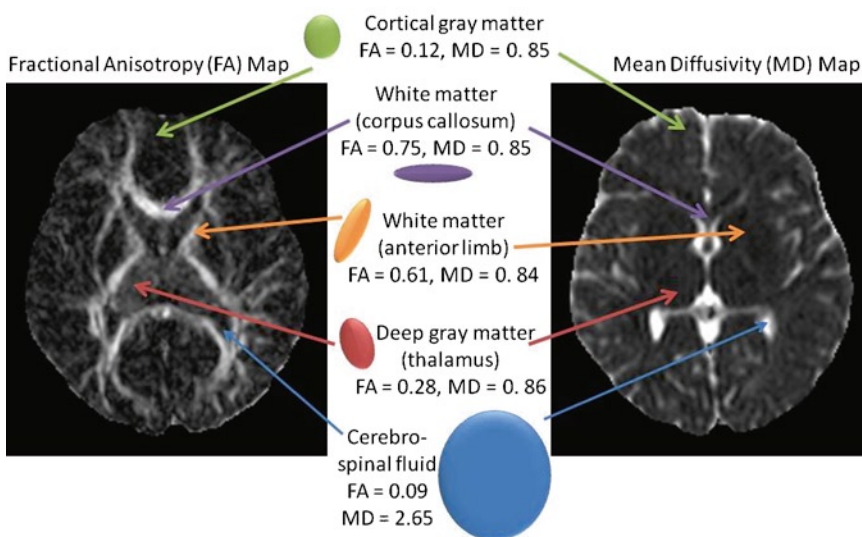 Cortical gray matter
FA = 0.12, MD = 0. 85
Fractional Anisotropy (FA) Map
Mean Diffusivity (MD) Map
White matter
(corpus callosum)
FA = 0.75, MD = 0. 85
White matter
(anterior limb)
FA = 0.61, MD = 0. 84
Deep gray matter
(thalamus)
FA = 0.28, MD = 0. 86
Cerebro-
spinal fluid
FA = 0.09
MD = 2.65